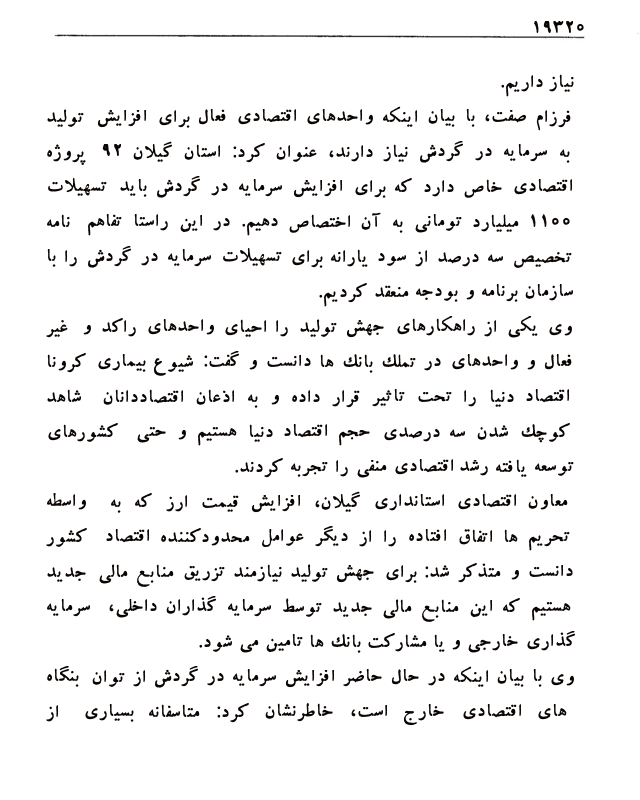 ۱۹۳۲۰
نیاز داریم.
فرزام صفت، با بیان اینکه واحدهای اقتصادی فعال برای افزایش تولید
به سرمایه در گردش نیاز دارند، عنوان کرد: استان گیلان ۹۲ پروژه
اقتصادی خاص دارد که برای افزایش سرمایه در گردش باید تسهیلات
۱۱۰۰ میلیارد تومانی به آن اختصاص دهیم. در این راستا تفاهم نامه
تخصیص سه درصد از سود یارانه برای تسهیلات سرمایه در گردش را با
سازمان برنامه و بودجه منعقد کردیم.
وی یکی از راهکارهای جهش تولید را احیای واحدهای راکد و غیر
فعال و واحدهای در تملك بانك ها دانست و گفت: شیوع بیماری کرونا
اقتصاد دنیا را تحت تاثیر قرار داده و به اذعان اقتصاددانان شاهد
کوچك شدن سه درصدی حجم اقتصاد دنیا هستیم و حتی کشورهای
توسعه یافته رشد اقتصادی منفی را تجربه کردند.
معاون اقتصادی استانداری گیلان، افزایش قیمت ارز که به واسطه
تحریم ها اتفاق افتاده را از دیگر عوامل محدودکننده اقتصاد کشور
دانست و متذکر شد: برای جهش تولید نیازمند تزریق منابع مالی جدید
هستیم که این منابع مالی جدید توسط سرمایه گذاران داخلی، سرمایه
گذاری خارجی و یا مشارکت بانك ها تامین می شود.
وی با بیان اینکه در حال حاضر افزایش سرمایه در گردش از توان بنگاه
های اقتصادی خارج است، خاطرنشان کرد: متاسفانه بسیاری از